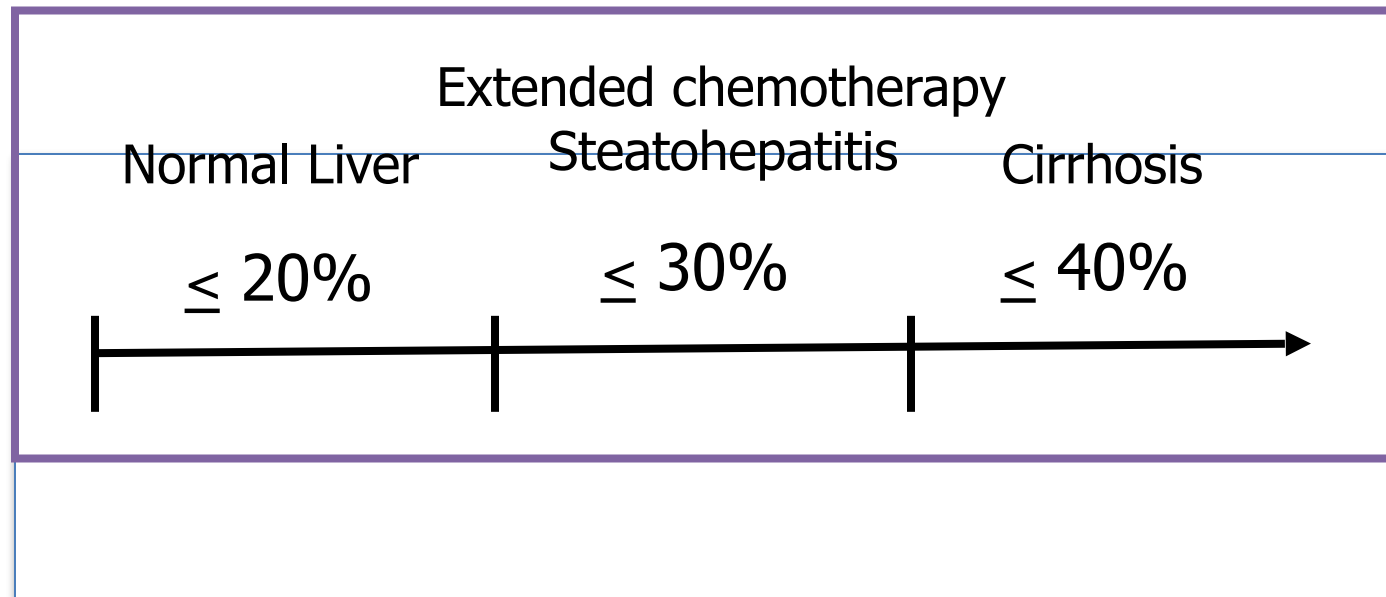 Extended chemotherapy
Steatohepatitis
Normal Liver
Cirrhosis
≤ 20%
≤ 30%
≤ 40%